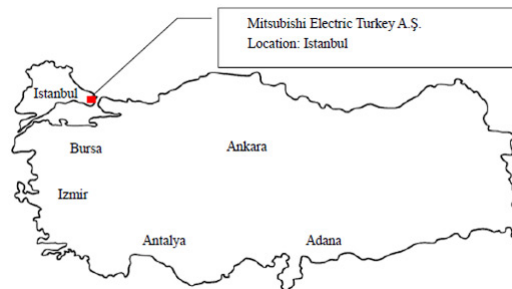 Mitsubishi Electric Turkey A.Ş.
Location: Istanbul
Istanbul
Bursa
Ankara
Izmir
Antalya
Adana